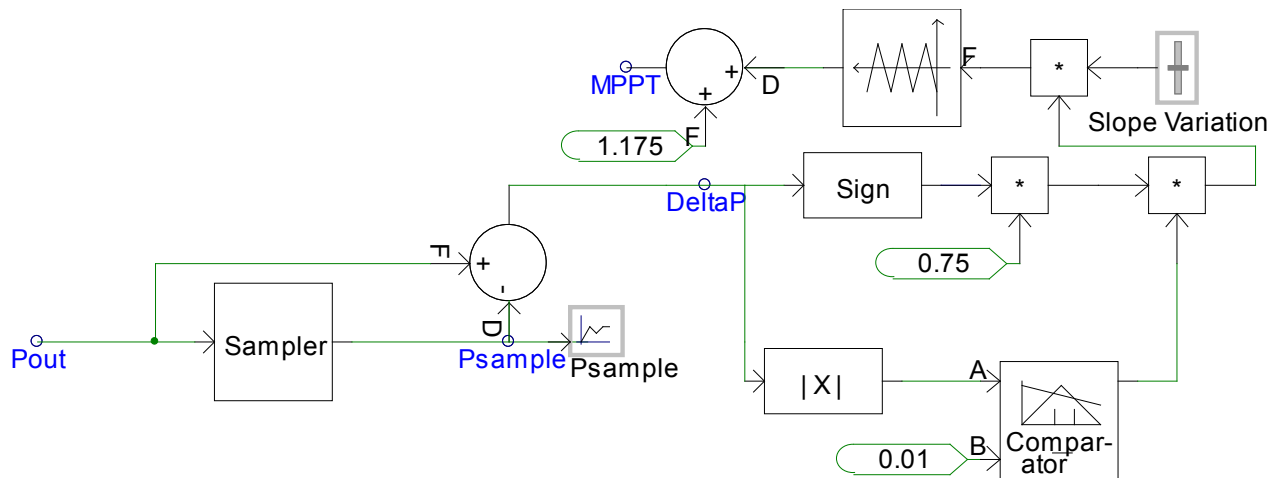 MPPT
+
+
D
F
*
Slope Variation
1.175
F
DeltaP
Sign
*
*
0.75
F
+
-
D
Pout
Sampler
Psample
Psample
|X|
A
Compar-
ator
B
0.01